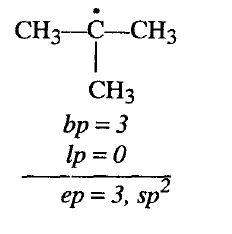 CH₃—Ċ—CH₃
CH₃
bp = 3
lp = 0
ep = 3, sp²